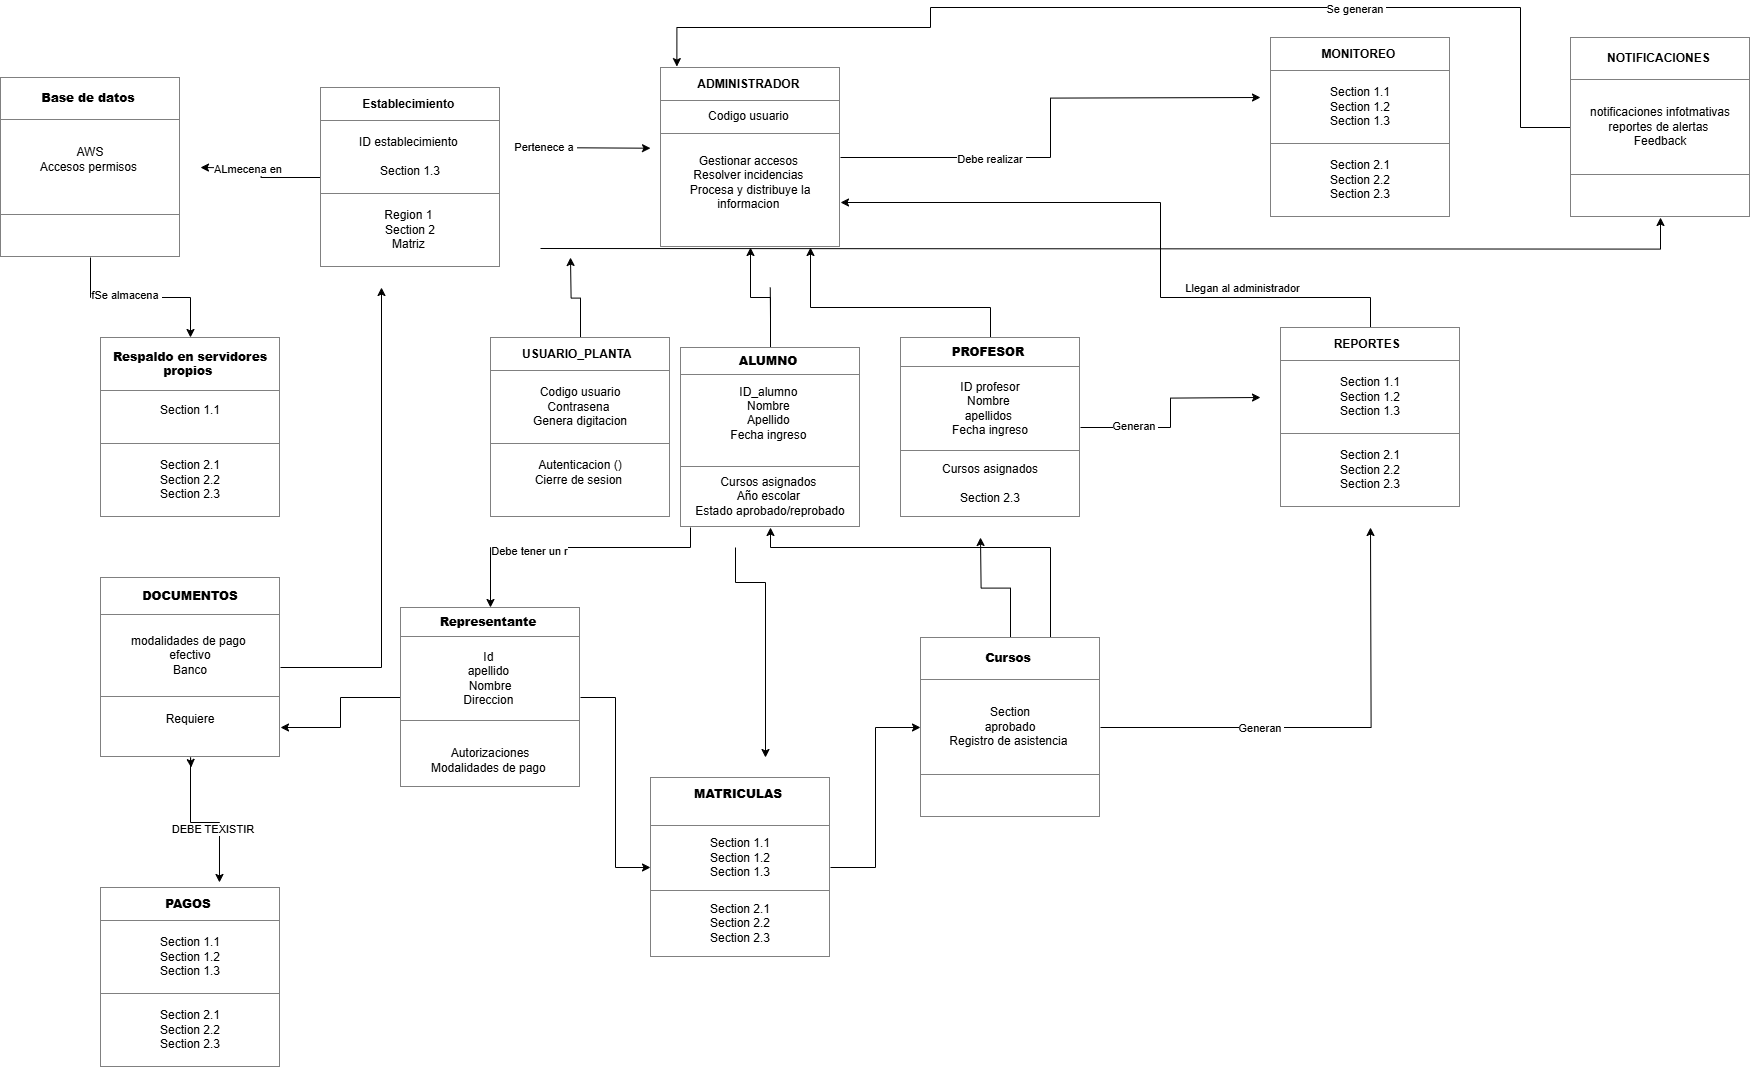 Se generan
Base de datos
AWS
Accesos permisos
ALmecena en
Establecimiento
ID establecimiento
Section 1.3
Region 1
Section 2
Matriz
Pertenece a
ADMINISTRADOR
Codigo usuario
Gestionar accesos
Resolver incidencias
Procesa y distribuye la
informacion
Debe realizar
MONITOREO
Section 1.1
Section 1.2
Section 1.3
Section 2.1
Section 2.2
Section 2.3
NOTIFICACIONES
notificaciones infotmativas
reportes de alertas
Feedback
fSe almacena
Llegan al administrador
Respaldo en servidores
propios
Section 1.1
Section 2.1
Section 2.2
Section 2.3
USUARIO_PLANTA
Codigo usuario
Contrasena
Genera digitacion
Autenticacion ()
Cierre de sesion
ALUMNO
ID_alumno
Nombre
Apellido
Fecha ingreso
Cursos asignados
Año escolar
Estado aprobado/reprobado
PROFESOR
ID profesor
Nombre
apellidos
Fecha ingreso
Cursos asignados
Section 2.3
Generan
REPORTES
Section 1.1
Section 1.2
Section 1.3
Section 2.1
Section 2.2
Section 2.3
Debe tener un r
DOCUMENTOS
modalidades de pago
efectivo
Banco
Requiere
Representante
Id
apellido
Nombre
Direccion
Autorizaciones
Modalidades de pago
Cursos
Section
aprobado
Registro de asistencia
Generan
MATRICULAS
Section 1.1
Section 1.2
Section 1.3
Section 2.1
Section 2.2
Section 2.3
DEBE TEXISTIR
PAGOS
Section 1.1
Section 1.2
Section 1.3
Section 2.1
Section 2.2
Section 2.3